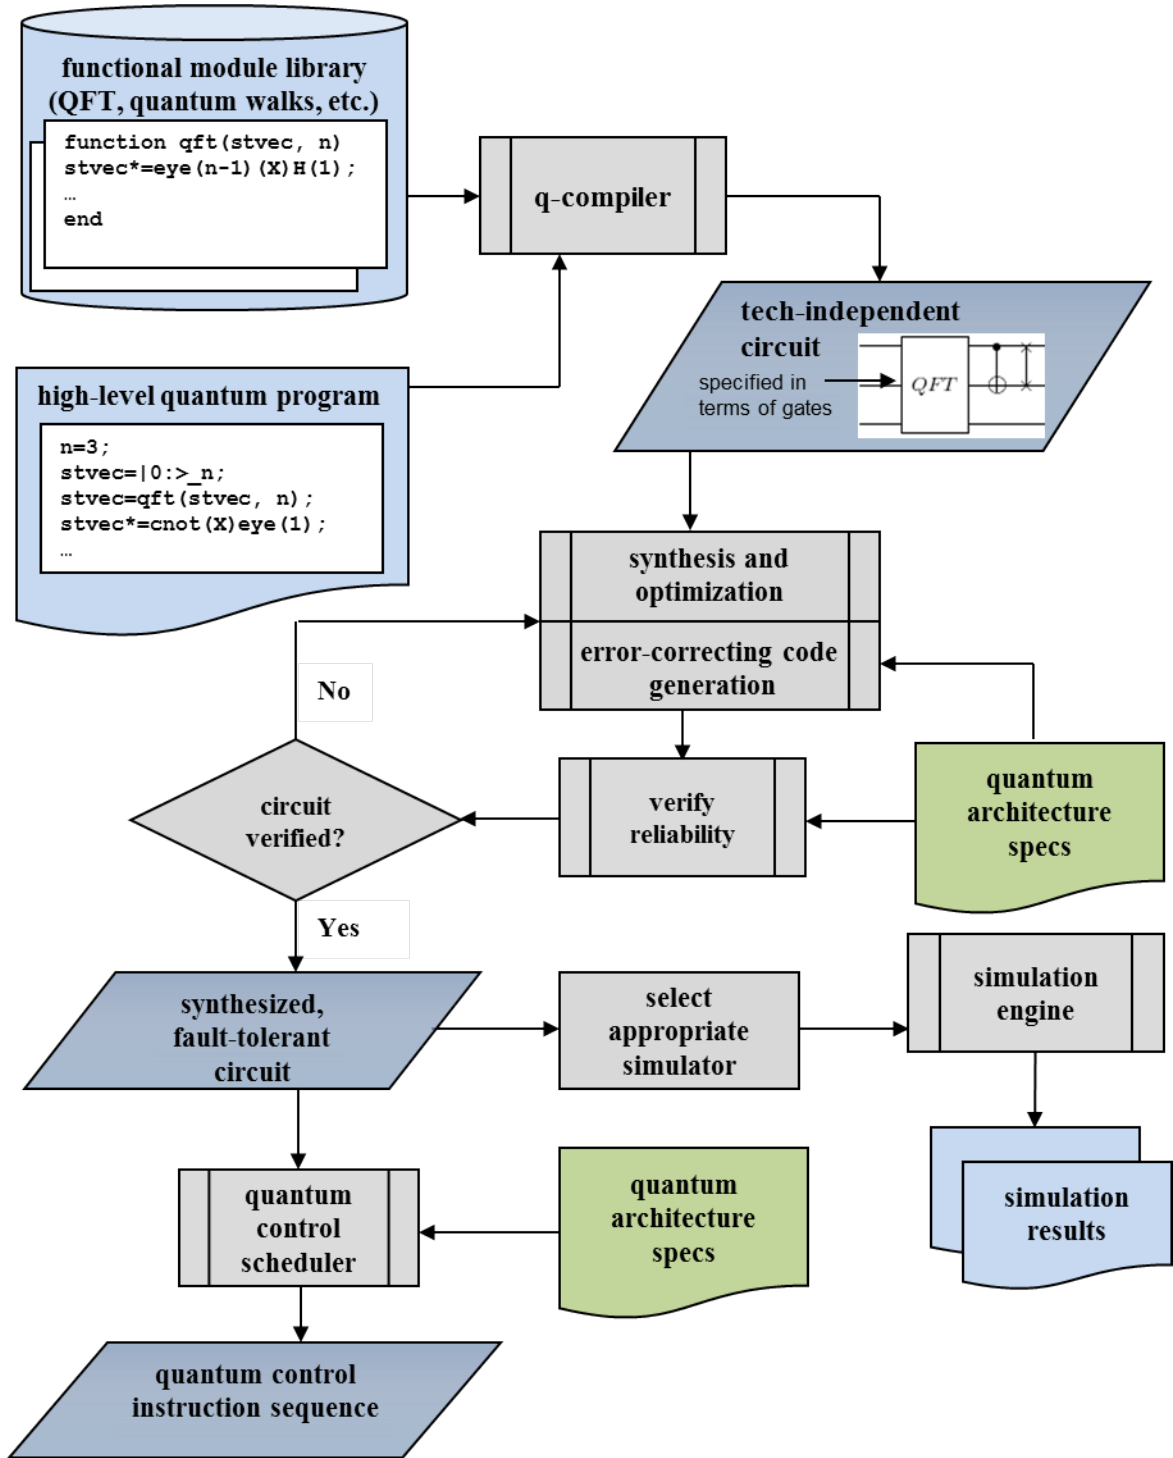 functional module library
(QFT, quantum walks, etc.)
function qft(stvec, n)
stvec*=eye(n-1)(X)H(1);
…
end
q-compiler
tech-independent
circuit
specified in
terms of gates
QFT
high-level quantum program
n=3;
stvec=|0:>_n;
stvec=qft(stvec, n);
stvec*=cnot(X)eye(1);
…
synthesis and
optimization
error-correcting code
generation
No
circuit
verified?
verify
reliability
quantum
architecture
specs
Yes
synthesized,
fault-tolerant
circuit
select
appropriate
simulator
simulation
engine
quantum
control
scheduler
quantum
architecture
specs
simulation
results
quantum control
instruction sequence